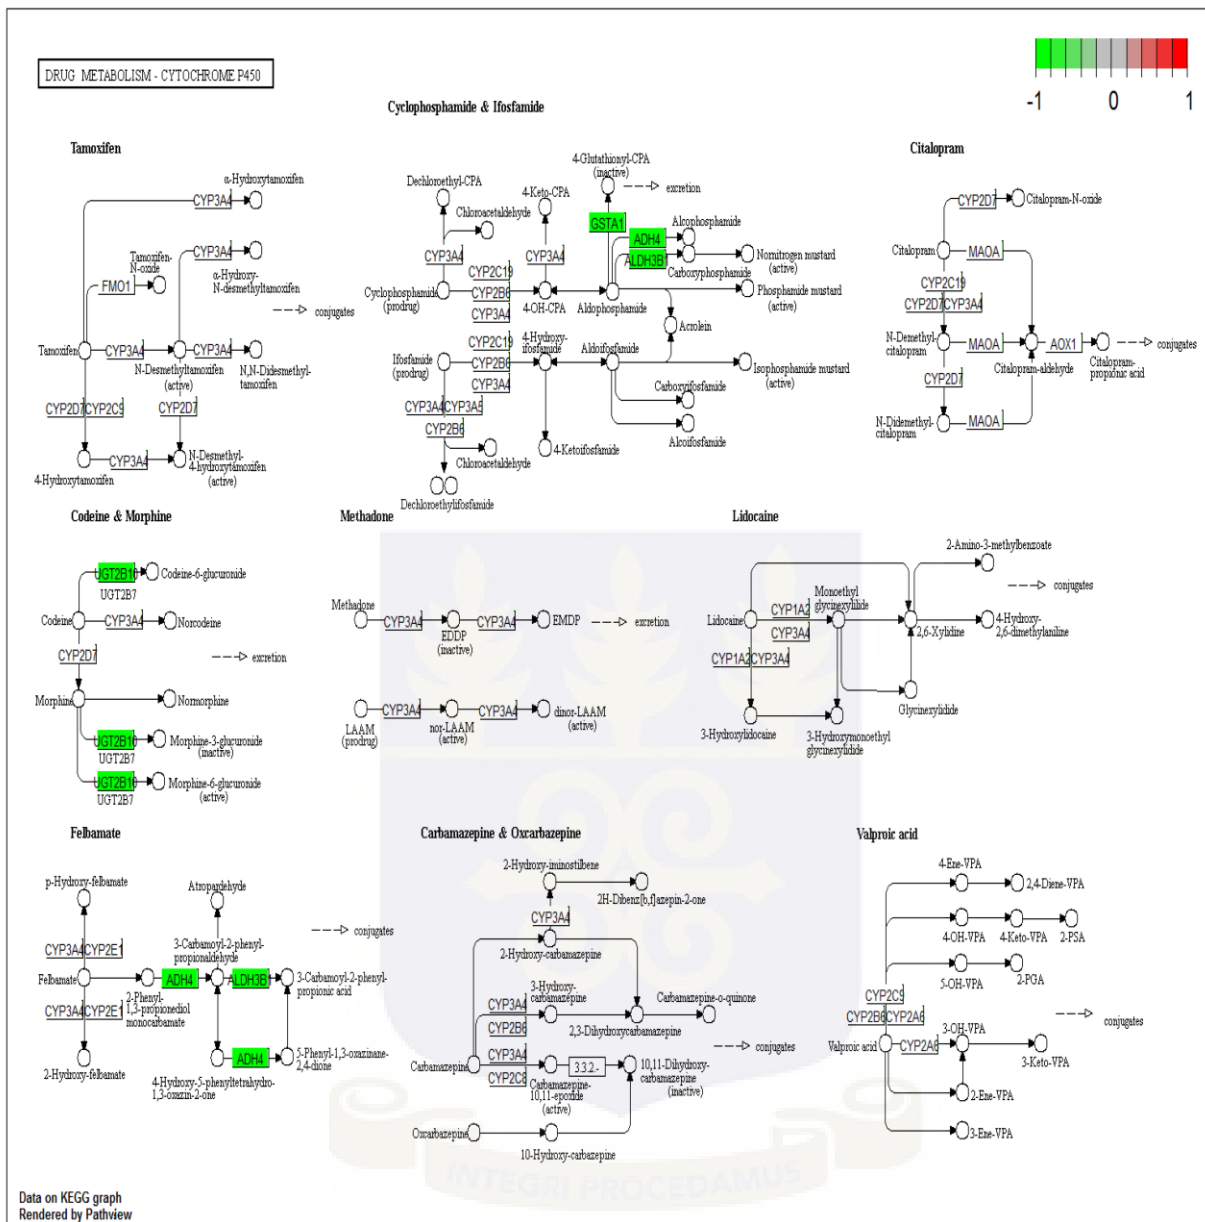 DRUG METABOLISM - CYTOCHROME P450
-1
0
1
Cyclophosphamide & Ifosfamide
Tamoxifen
α-Hydroxytamoxifen
CYP3A4
Tamoxifen-
N-oxide
CYP3A4
α-Hydroxy-
N-desmethyltamoxifen
FMO1
conjugates
Tamoxifen
CYP3A4
N-Desmethyltamoxifen
(active)
CYP3A4
N,N-Didesmethyl-
tamoxifen
CYP2D7
CYP2C9
CYP2D7
4-Hydroxytamoxifen
CYP3A4
N-Desmethyl-
4-hydroxytamoxifen
(active)
4-Glutathionyl-CPA
(inactive)
excretion
Dechloroethyl-CPA
Chloroacetaldehyde
4-Keto-CPA
GSTA1
ADH4
Alcophosphamide
ALDH3B1
Carboxyphosphamide
Nornitrogen mustard
(active)
CYP3A4
CYP3A4
CYP2C19
CYP2B6
CYP3A4
Cyclophosphamide
(prodrug)
4-OH-CPA
Aldophosphamide
Phosphamide mustard
(active)
Acrolein
4-Hydroxy-
ifosfamide
Aldoifosfamide
CYP2C19
CYP2B6
CYP3A4
Ifosfamide
(prodrug)
Isophosphamide mustard
(active)
CYP3A4
CYP3A5
CYP2B6
Carboxyifosfamide
Alcoifosfamide
4-Ketoifosfamide
Chloroacetaldehyde
Dechloroethylifosfamide
Citalopram
CYP2D7
Citalopram-N-oxide
Citalopram
MAOA
CYP2C19
CYP2D7
CYP3A4
N-Demethyl-
citalopram
MAOA
Citalopram-aldehyde
AOX1
Citalopram-
propionic acid
conjugates
CYP2D7
N-Didemethyl-
citalopram
MAOA
Codeine & Morphine
UGT2B10
UGT2B7
Codeine-6-glucuronide
Codeine
CYP3A4
Norcodeine
CYP2D7
excretion
Morphine
Normorphine
UGT2B10
UGT2B7
Morphine-3-glucuronide
(inactive)
UGT2B10
UGT2B7
Morphine-6-glucuronide
(active)
Methadone
Methadone
CYP3A4
EDDP
(inactive)
CYP3A4
EMDP
excretion
LAAM
(prodrug)
CYP3A4
nor-LAAM
(active)
CYP3A4
dinor-LAAM
(active)
Lidocaine
2-Amino-3-methylbenzoate
conjugates
Monoethyl
glycinexylilide
Lidocaine
CYP1A2
CYP3A4
2,6-Xylidine
4-Hydroxy-
2,6-dimethylaniline
CYP1A2
CYP3A4
Glycinexylidide
3-Hydroxylidocaine
3-Hydroxymonoethyl
glycinexylidide
Felbamate
p-Hydroxy-felbamate
Atropardehyde
conjugates
CYP3A4
CYP2E1
3-Carbamoyl-2-phenyl-
propionaldehyde
Felbamate
ADH4
ALDH3B1
3-Carbamoyl-2-phenyl-
propionic acid
2-Phenyl-
1,3-propionediol
monocarbamate
CYP3A4
CYP2E1
ADH4
5-Phenyl-1,3-oxazinane-
2,4-dione
2-Hydroxy-felbamate
4-Hydroxy-5-phenyltetrahydro-
1,3-oxazin-2-one
Carbamazepine & Oxcarbazepine
2-Hydroxy-iminostilbene
2H-Dibenz[b,f]azepin-2-one
CYP3A4
2-Hydroxy-carbamazepine
CYP3A4
CYP2B6
3-Hydroxy-
carbamazepine
2,3-Dihydroxycarbamazepine
Carbamazepine-o-quinone
CYP3A4
CYP2C8
Carbamazepine
Carbamazepine-
10,11-epoxide
(active)
3.3.2.-
10,11-Dihydroxy-
carbamazepine
(inactive)
conjugates
Oxcarbazepine
10-Hydroxy-carbazepine
Valproic acid
4-Ene-VPA
2,4-Diene-VPA
4-OH-VPA
4-Keto-VPA
2-PSA
5-OH-VPA
2-PGA
CYP2C9
CYP2B6
CYP2A6
conjugates
Valproic acid
CYP2A6
3-OH-VPA
3-Keto-VPA
2-Ene-VPA
3-Ene-VPA
INTEGRI PROCEDAMUS
Data on KEGG graph
Rendered by Pathview